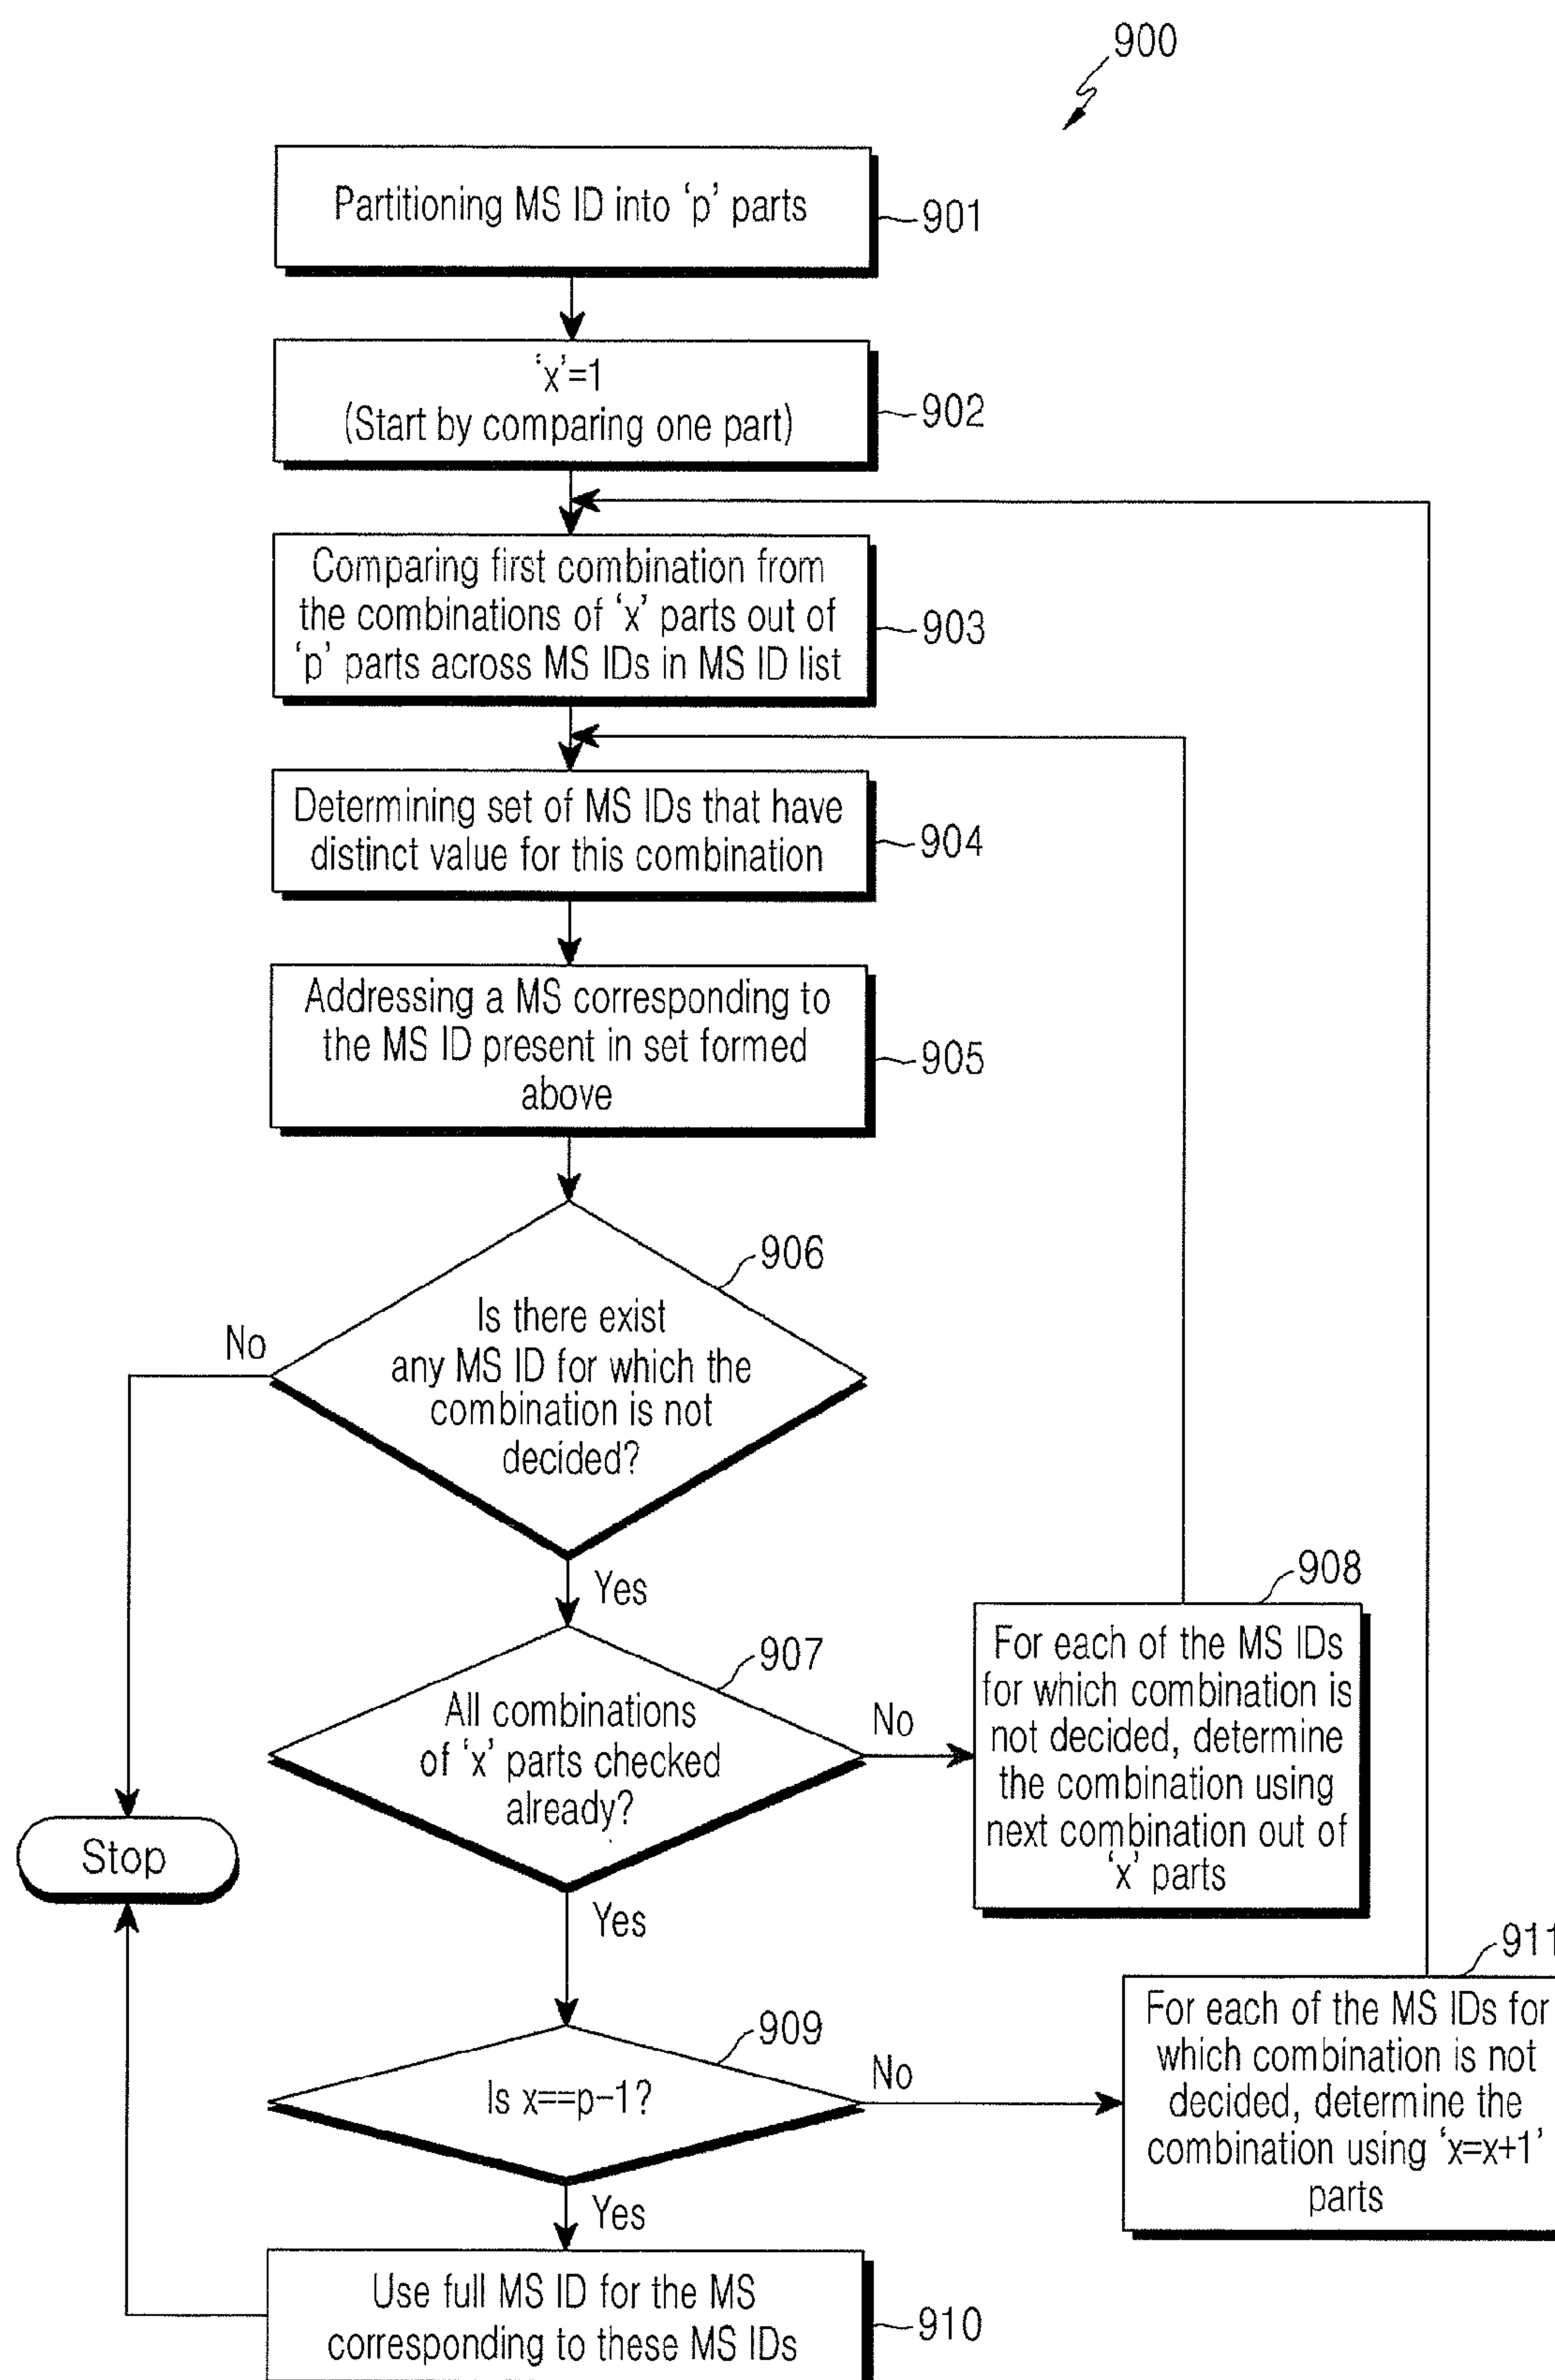 900
Partitioning MS ID into ‘p’ parts
901
‘x’=1
(Start by comparing one part)
902
Comparing first combination from
the combinations of ‘x’ parts out of
‘p’ parts across MS IDs in MS ID list
903
Determining set of MS IDs that have
distinct value for this combination
904
Addressing a MS corresponding to
the MS ID present in set formed
above
905
906
Is there exist
any MS ID for which the
combination is not
decided?
No
Yes
907
All combinations
of ‘x’ parts checked
already?
No
908
For each of the MS IDs
for which combination is
not decided, determine
the combination using
next combination out of
‘x’ parts
Stop
Yes
909
Is x==p-1?
No
911
For each of the MS IDs for
which combination is not
decided, determine the
combination using ‘x=x+1’
parts
Yes
Use full MS ID for the MS
corresponding to these MS IDs
910